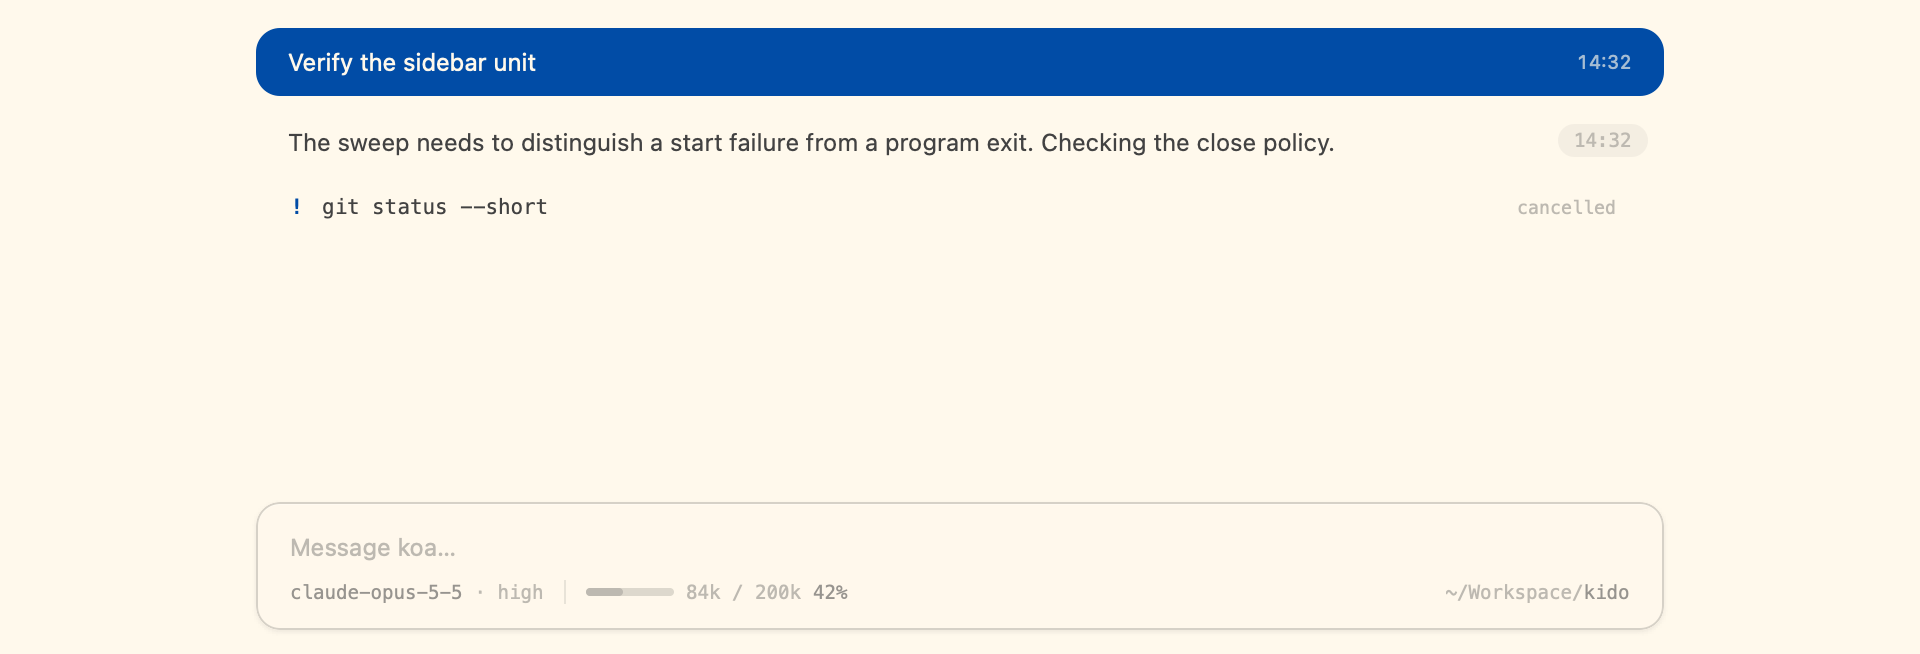 Verify the sidebar unit 14:32
The sweep needs to distinguish a start failure from a program exit. Checking the close policy. 14:32
! git status --short cancelled
Message koa...
claude-opus-5-5 · high 84k / 200k 42% ~/Workspace/kido